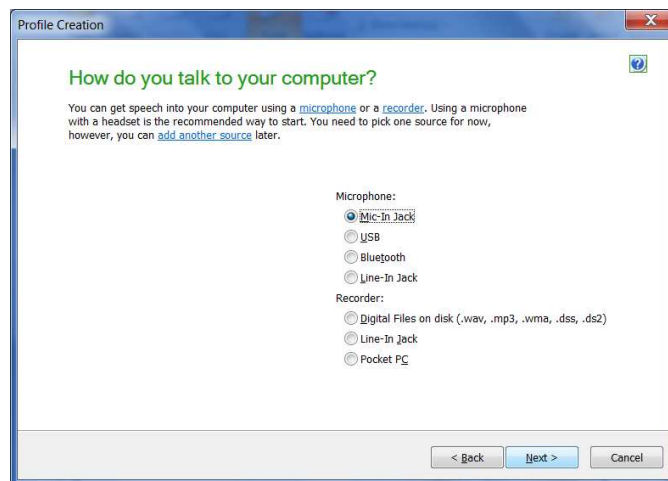 Profile Creation
How do you talk to your computer?
You can get speech into your computer using a microphone or a recorder. Using a microphone
with a headset is the recommended way to start. You need to pick one source for now,
however, you can add another source later.
Microphone:
Mic-In Jack
USB
Bluetooth
Line-In Jack
Recorder:
Digital Files on disk (.wav, .mp3, .wma, .dss, .ds2)
Line-In Jack
Pocket PC
< Back
Next >
Cancel